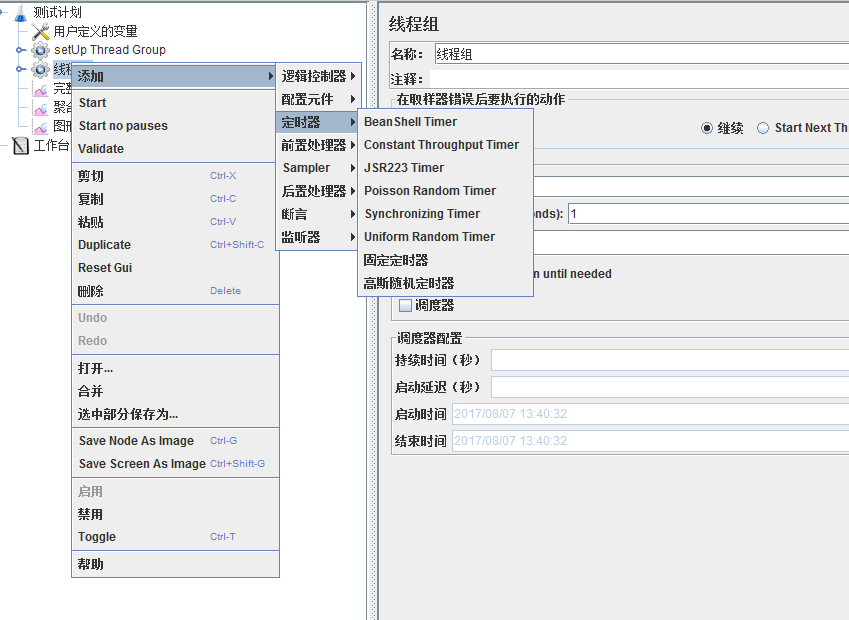 测试计划
用户定义的变量
setUp Thread Group
线程
完整
聚合
图形
工作台
添加
Start
Start no pauses
Validate
剪切 Ctrl-X
复制 Ctrl-C
粘贴 Ctrl-V
Duplicate Ctrl+Shift-C
Reset Gui
删除 Delete
Undo
Redo
打开...
合并
选中部分保存为...
Save Node As Image Ctrl-G
Save Screen As Image Ctrl+Shift-G
启用
禁用
Toggle Ctrl-T
帮助
逻辑控制器
配置元件
定时器
前置处理器
Sampler
后置处理器
断言
监听器
BeanShell Timer
Constant Throughput Timer
JSR223 Timer
Poisson Random Timer
Synchronizing Timer
Uniform Random Timer
固定定时器
高斯随机定时器
线程组
名称： 线程组
注释：
在取样器错误后要执行的动作
继续 Start Next Th
onds): 1
n until needed
调度器
调度器配置
持续时间（秒）
启动延迟（秒）
启动时间 2017/08/07 13:40:32
结束时间 2017/08/07 13:40:32